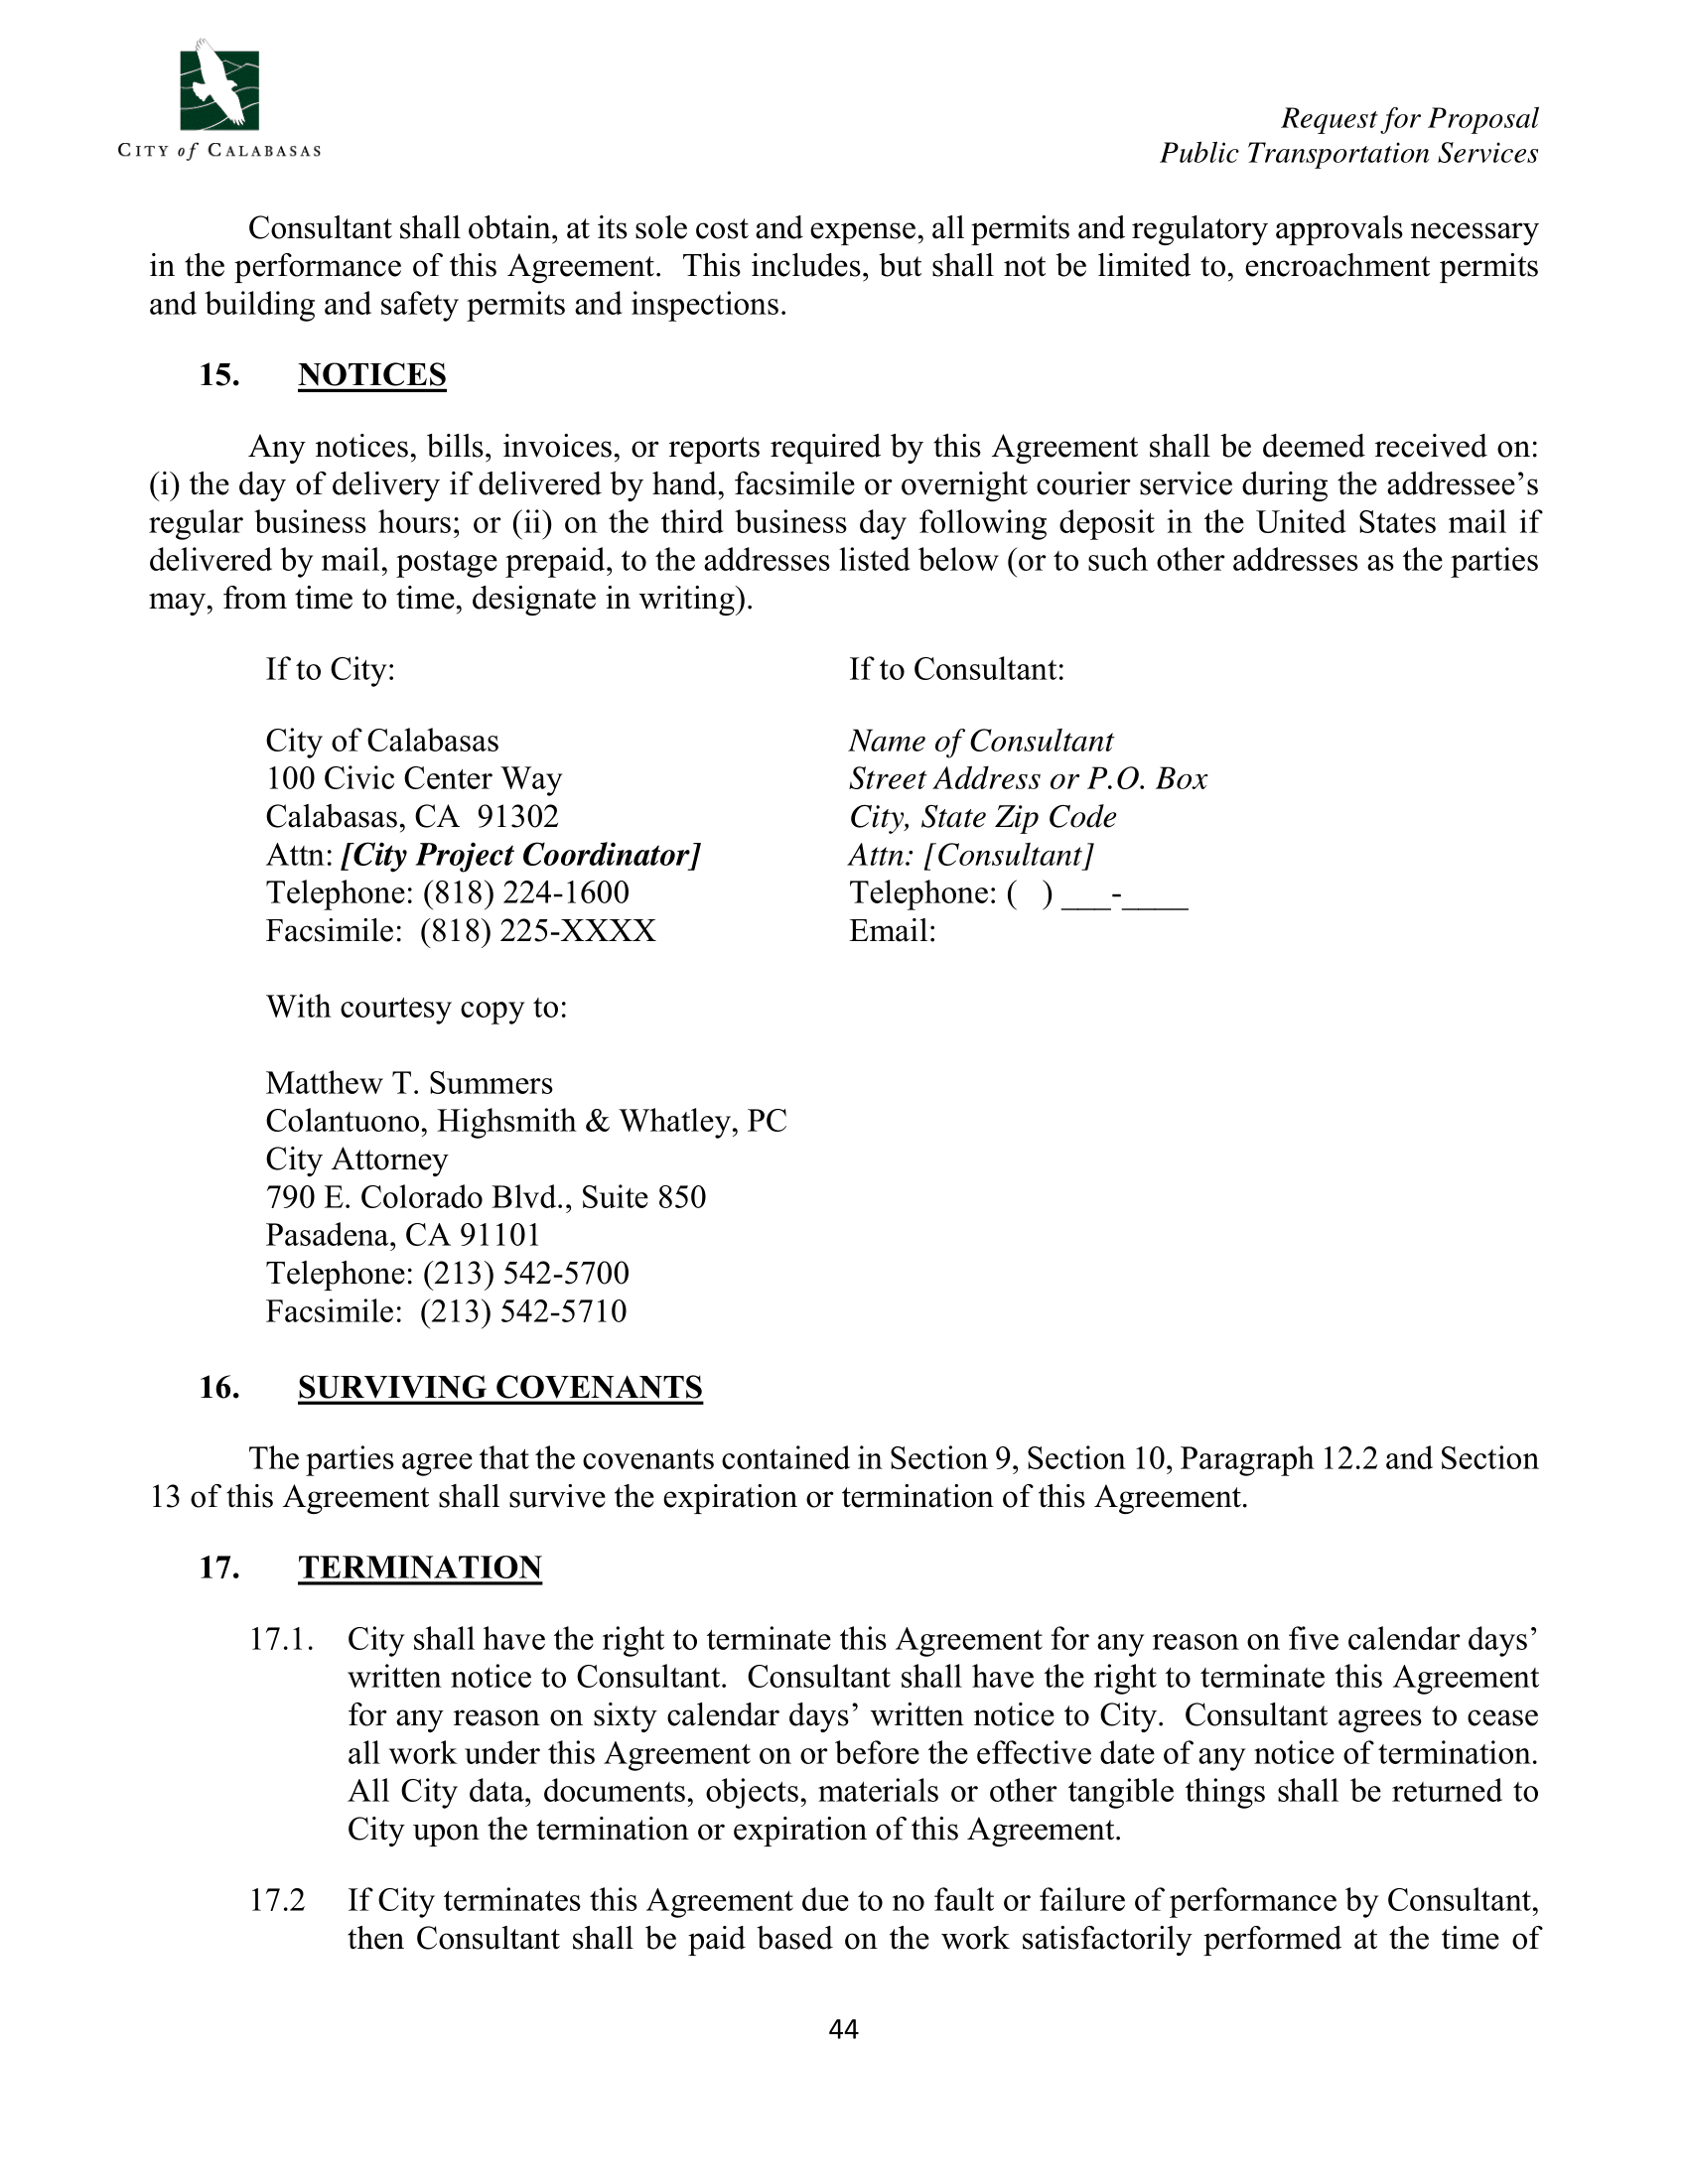 CITY of CALABASAS
Request for Proposal
Public Transportation Services
Consultant shall obtain, at its sole cost and expense, all permits and regulatory approvals necessary
in the performance of this Agreement.  This includes, but shall not be limited to, encroachment permits
and building and safety permits and inspections.
15. NOTICES
Any notices, bills, invoices, or reports required by this Agreement shall be deemed received on:
(i) the day of delivery if delivered by hand, facsimile or overnight courier service during the addressee’s
regular business hours; or (ii) on the third business day following deposit in the United States mail if
delivered by mail, postage prepaid, to the addresses listed below (or to such other addresses as the parties
may, from time to time, designate in writing).
If to City:
City of Calabasas
100 Civic Center Way
Calabasas, CA  91302
Attn: [City Project Coordinator]
Telephone: (818) 224-1600
Facsimile:  (818) 225-XXXX
If to Consultant:
Name of Consultant
Street Address or P.O. Box
City, State Zip Code
Attn: [Consultant]
Telephone: (   ) ___-____
Email:
With courtesy copy to:
Matthew T. Summers
Colantuono, Highsmith & Whatley, PC
City Attorney
790 E. Colorado Blvd., Suite 850
Pasadena, CA 91101
Telephone: (213) 542-5700
Facsimile:  (213) 542-5710
16. SURVIVING COVENANTS
The parties agree that the covenants contained in Section 9, Section 10, Paragraph 12.2 and Section
13 of this Agreement shall survive the expiration or termination of this Agreement.
17. TERMINATION
17.1. City shall have the right to terminate this Agreement for any reason on five calendar days’
written notice to Consultant.  Consultant shall have the right to terminate this Agreement
for any reason on sixty calendar days’ written notice to City.  Consultant agrees to cease
all work under this Agreement on or before the effective date of any notice of termination.
All City data, documents, objects, materials or other tangible things shall be returned to
City upon the termination or expiration of this Agreement.
17.2 If City terminates this Agreement due to no fault or failure of performance by Consultant,
then Consultant shall be paid based on the work satisfactorily performed at the time of
44